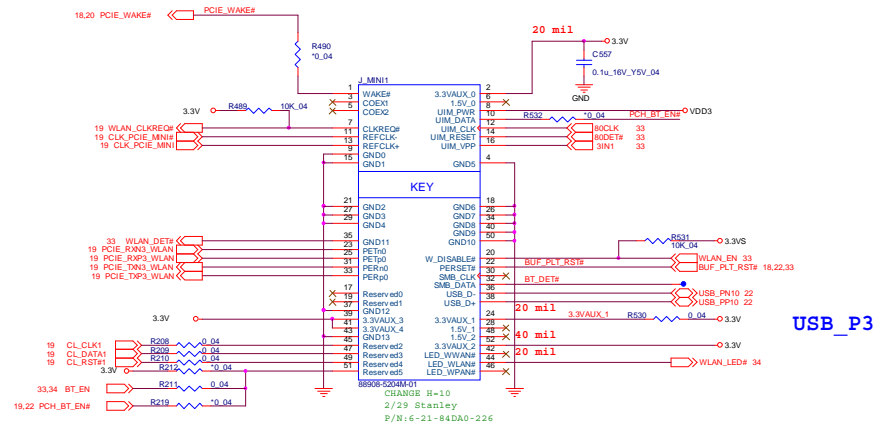 18,20 PCIE_WAKE#
PCIE_WAKE#
R490
*0_04
20 mil
3.3V
C557
0.1u_16V_Y5V_04
GND
J_MINI1
1 WAKE#
3 COEX1
5 COEX2
7 CLKREQ#
11 REFCLK-
13 REFCLK+
9 GND0
15 GND1
3.3VAUX_0 2
1.5V_0 6
UIM_PWR 8
UIM_DATA 10
UIM_CLK 12
UIM_RESET 14
UIM_VPP 16
GND5 4
3.3V
R489
10K_04
19 WLAN_CLKREQ#
19 CLK_PCIE_MINI#
19 CLK_PCIE_MINI
VDD3
R532
*0_04
PCH_BT_EN#
80CLK 33
80DET# 33
3IN1 33
KEY
21 GND2
27 GND3
29 GND4
35 GND11
23 PETn0
25 PETp0
31 PERn0
33 PERp0
17 Reserved0
19 Reserved1
37 GND12
39 3.3VAUX_3
41 3.3VAUX_4
43 GND13
45 Reserved2
47 Reserved3
49 Reserved4
51 Reserved5
GND6 18
GND7 26
GND8 34
GND9 40
GND10 50
W_DISABLE# 20
PERSET# 22
SMB_CLK 30
SMB_DATA 32
USB_D- 36
USB_D+ 38
3.3VAUX_1 24
1.5V_1 28
1.5V_2 48
3.3VAUX_2 52
LED_WWAN# 42
LED_WLAN# 44
LED_WPAN# 46
33 WLAN_DET#
19 PCIE_RXN3_WLAN
19 PCIE_RXP3_WLAN
19 PCIE_TXN3_WLAN
19 PCIE_TXP3_WLAN
R531
10K_04
3.3VS
WLAN_EN 33
BUF_PLT_RST#
BUF_PLT_RST# 18,22,33
BT_DET#
USB_PN10 22
USB_PP10 22
20 mil
3.3VAUX_1
R530
0_04
3.3V
40 mil
3.3V
20 mil
WLAN_LED# 34
USB_P3
3.3V
19 CL_CLK1
R208
0_04
19 CL_DATA1
R209
0_04
19 CL_RST#1
R210
0_04
3.3V
R212
*0_04
33,34 BT_EN
R211
0_04
19,22 PCH_BT_EN#
R219
*0_04
88908-5204M-01
CHANGE H=10
2/29 Stanley
P/N:6-21-84DA0-226